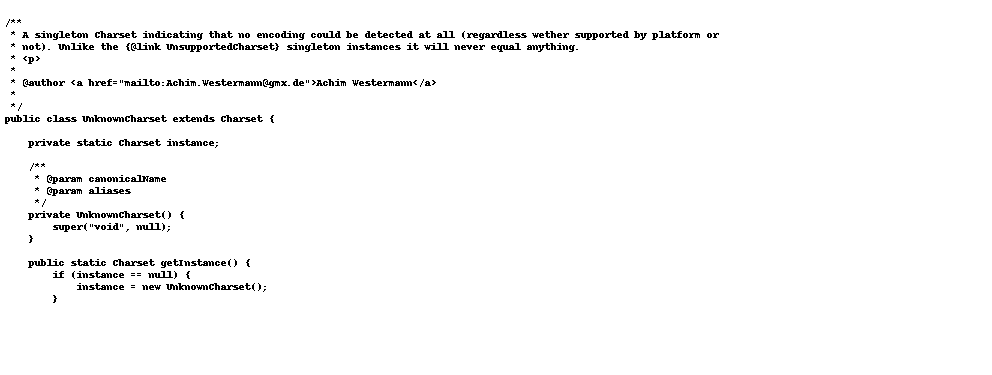 /**
 * A singleton Charset indicating that no encoding could be detected at all (regardless wether supported by platform or
 * not). Unlike the {@link UnsupportedCharset} singleton instances it will never equal anything.
 * <p>
 *
 * @author <a href="mailto:Achim.Westermann@gmx.de">Achim Westermann</a>
 *
 */
public class UnknownCharset extends Charset {

    private static Charset instance;

    /**
     * @param canonicalName
     * @param aliases
     */
    private UnknownCharset() {
        super("void", null);
    }

    public static Charset getInstance() {
        if (instance == null) {
            instance = new UnknownCharset();
        }